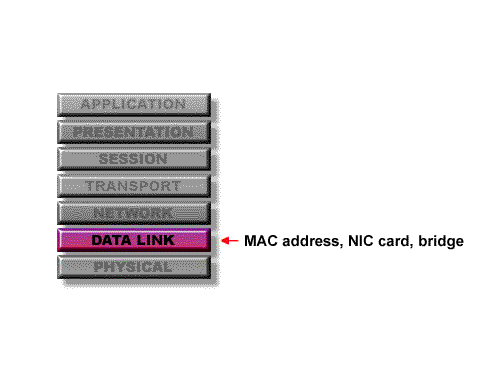 APPLICATION
PRESENTATION
SESSION
TRANSPORT
NETWORK
DATA LINK
MAC address, NIC card, bridge
PHYSICAL